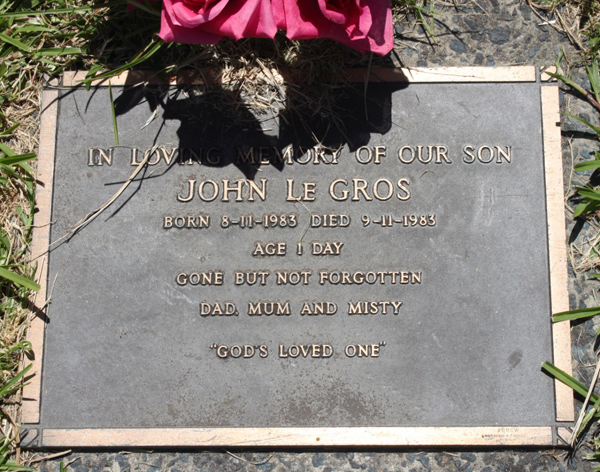 IN LOVING MEMORY OF OUR SON
JOHN LE GROS
BORN 8-11-1983 DIED 9-11-1983
AGE 1 DAY
GONE BUT NOT FORGOTTEN
DAD, MUM AND MISTY
"GOD'S LOVED ONE"